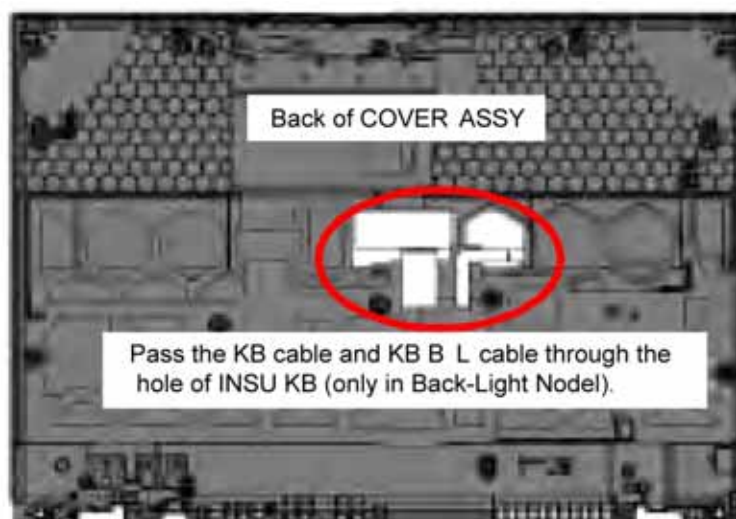 Back of COVER ASSY
Pass the KB cable and KB B L cable through the
hole of INSU KB (only in Back-Light Nodel).